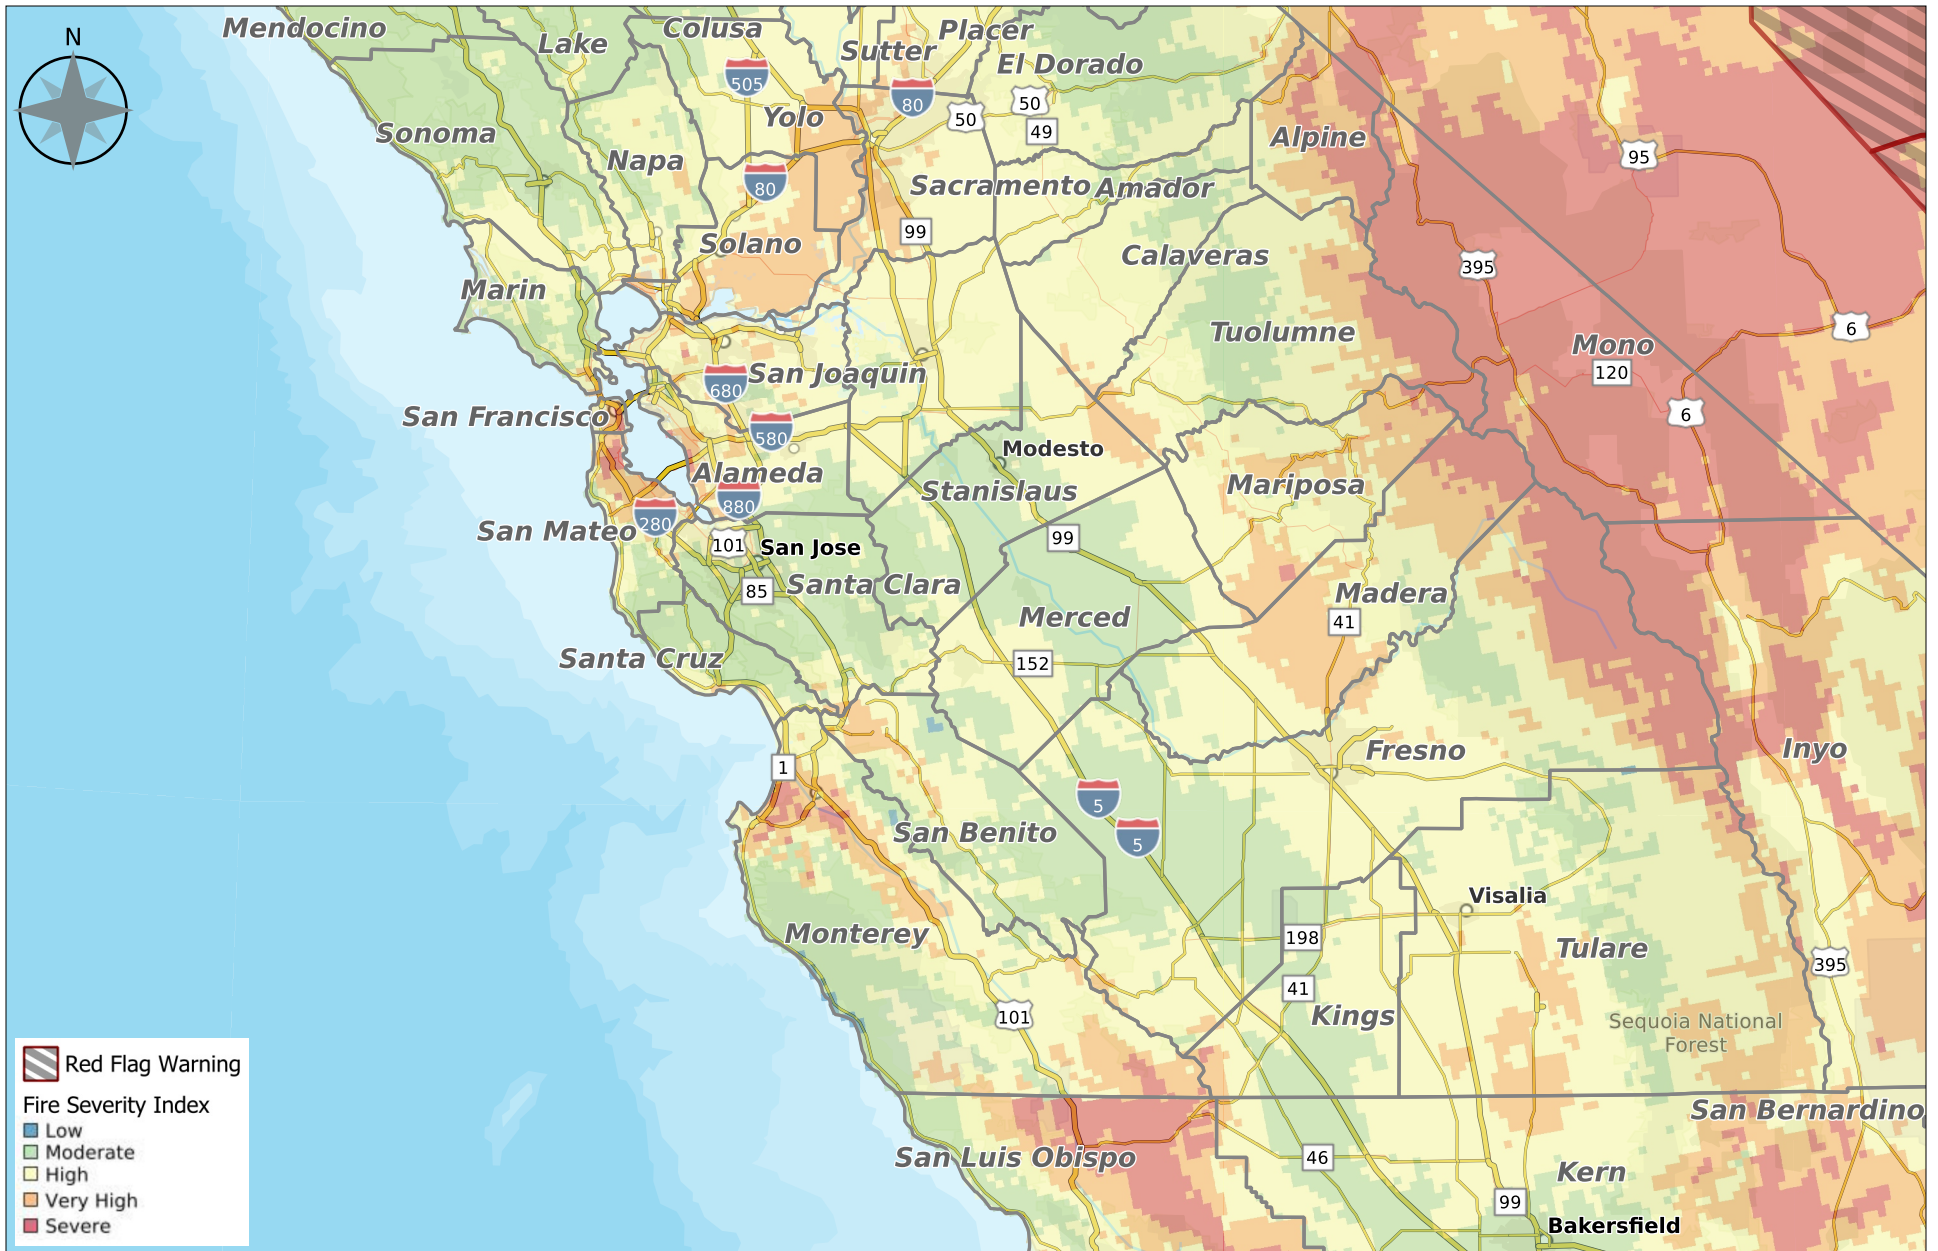 Mendocino
Lake
Colusa
Sutter
Placer
El Dorado
N
505
80
50
50
49
Yolo
Sonoma
Napa
Alpine
95
80
Sacramento
Amador
99
Solano
Calaveras
395
Marin
Tuolumne
Mono
6
120
San Joaquin
680
6
San Francisco
580
Modesto
Alameda
Stanislaus
Mariposa
880
280
San Mateo
101
San Jose
99
85
Santa Clara
Merced
Madera
41
Santa Cruz
152
Fresno
Inyo
1
5
5
San Benito
Visalia
Monterey
198
Tulare
395
41
101
Kings
Sequoia National
Forest
San Bernardino
San Luis Obispo
46
Kern
99
Bakersfield
Red Flag Warning
Fire Severity Index
Low
Moderate
High
Very High
Severe